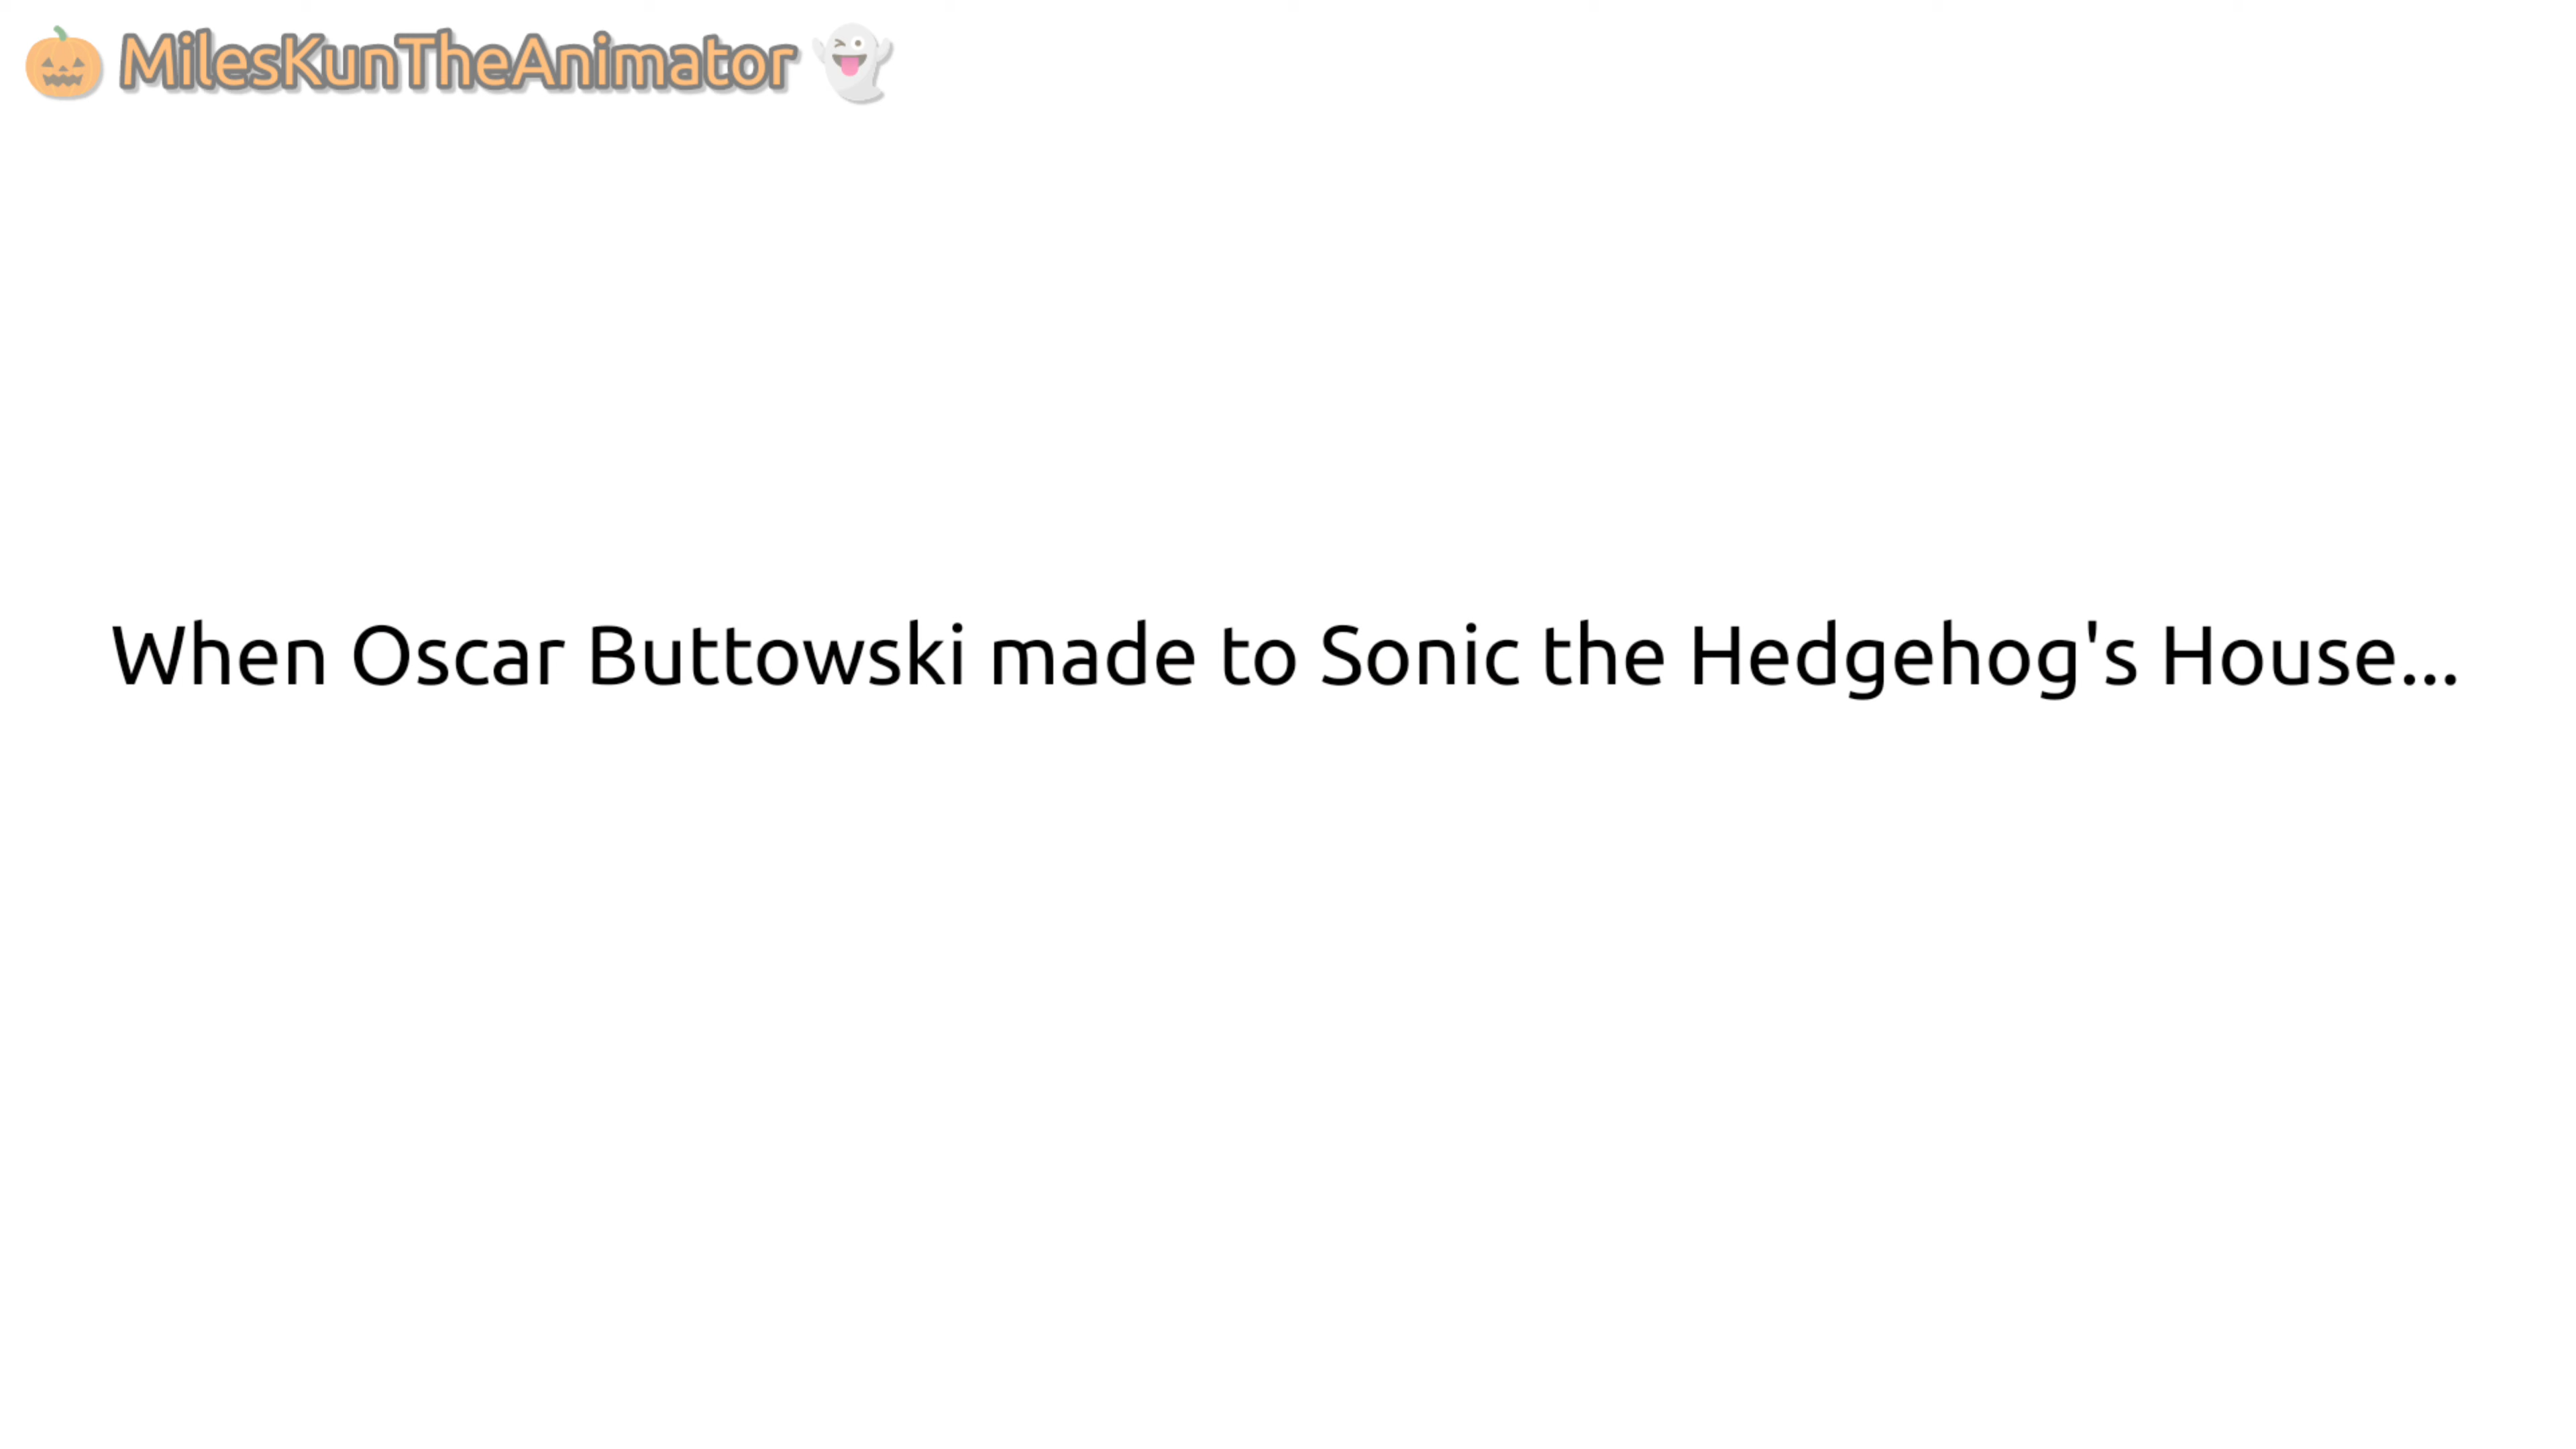 🎃 MilesKunTheAnimator 👻
When Oscar Buttowski made to Sonic the Hedgehog's House...